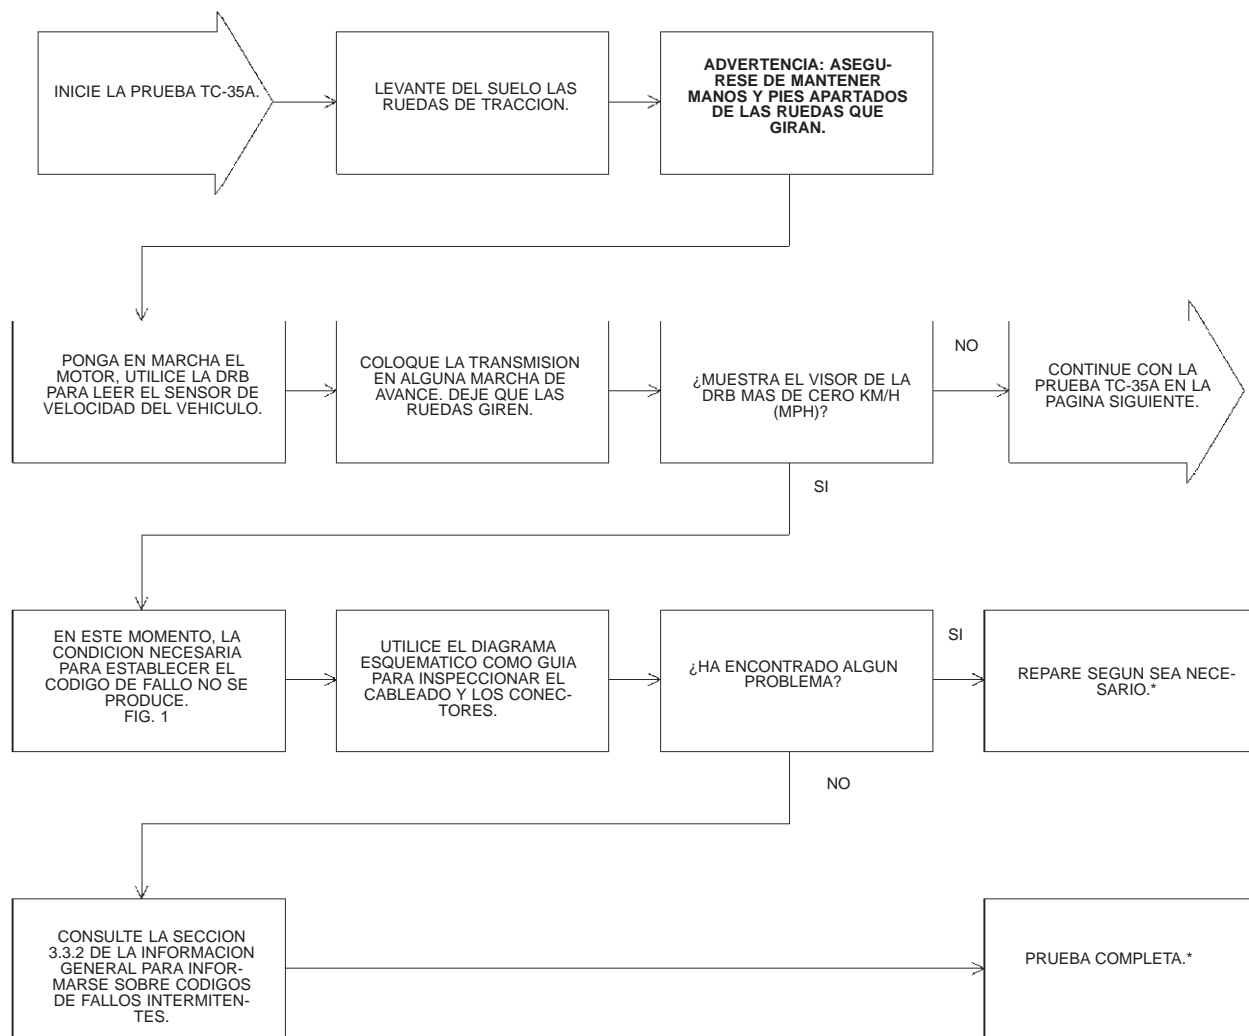 INICIE LA PRUEBA TC-35A.
LEVANTE DEL SUELO LAS
RUEDAS DE TRACCION.
ADVERTENCIA: ASEGU-
RESE DE MANTENER
MANOS Y PIES APARTADOS
DE LAS RUEDAS QUE
GIRAN.
PONGA EN MARCHA EL
MOTOR, UTILICE LA DRB
PARA LEER EL SENSOR DE
VELOCIDAD DEL VEHICULO.
COLOQUE LA TRANSMISION
EN ALGUNA MARCHA DE
AVANCE. DEJE QUE LAS
RUEDAS GIREN.
¿MUESTRA EL VISOR DE LA
DRB MAS DE CERO KM/H
(MPH)?
NO
CONTINUE CON LA
PRUEBA TC-35A EN LA
PAGINA SIGUIENTE.
SI
EN ESTE MOMENTO, LA
CONDICION NECESARIA
PARA ESTABLECER EL
CODIGO DE FALLO NO SE
PRODUCE.
FIG. 1
UTILICE EL DIAGRAMA
ESQUEMATICO COMO GUIA
PARA INSPECCIONAR EL
CABLEADO Y LOS CONEC-
TORES.
¿HA ENCONTRADO ALGUN
PROBLEMA?
SI
REPARE SEGUN SEA NECE-
SARIO.*
NO
CONSULTE LA SECCION
3.3.2 DE LA INFORMACION
GENERAL PARA INFOR-
MARSE SOBRE CODIGOS
DE FALLOS INTERMITEN-
TES.
PRUEBA COMPLETA.*